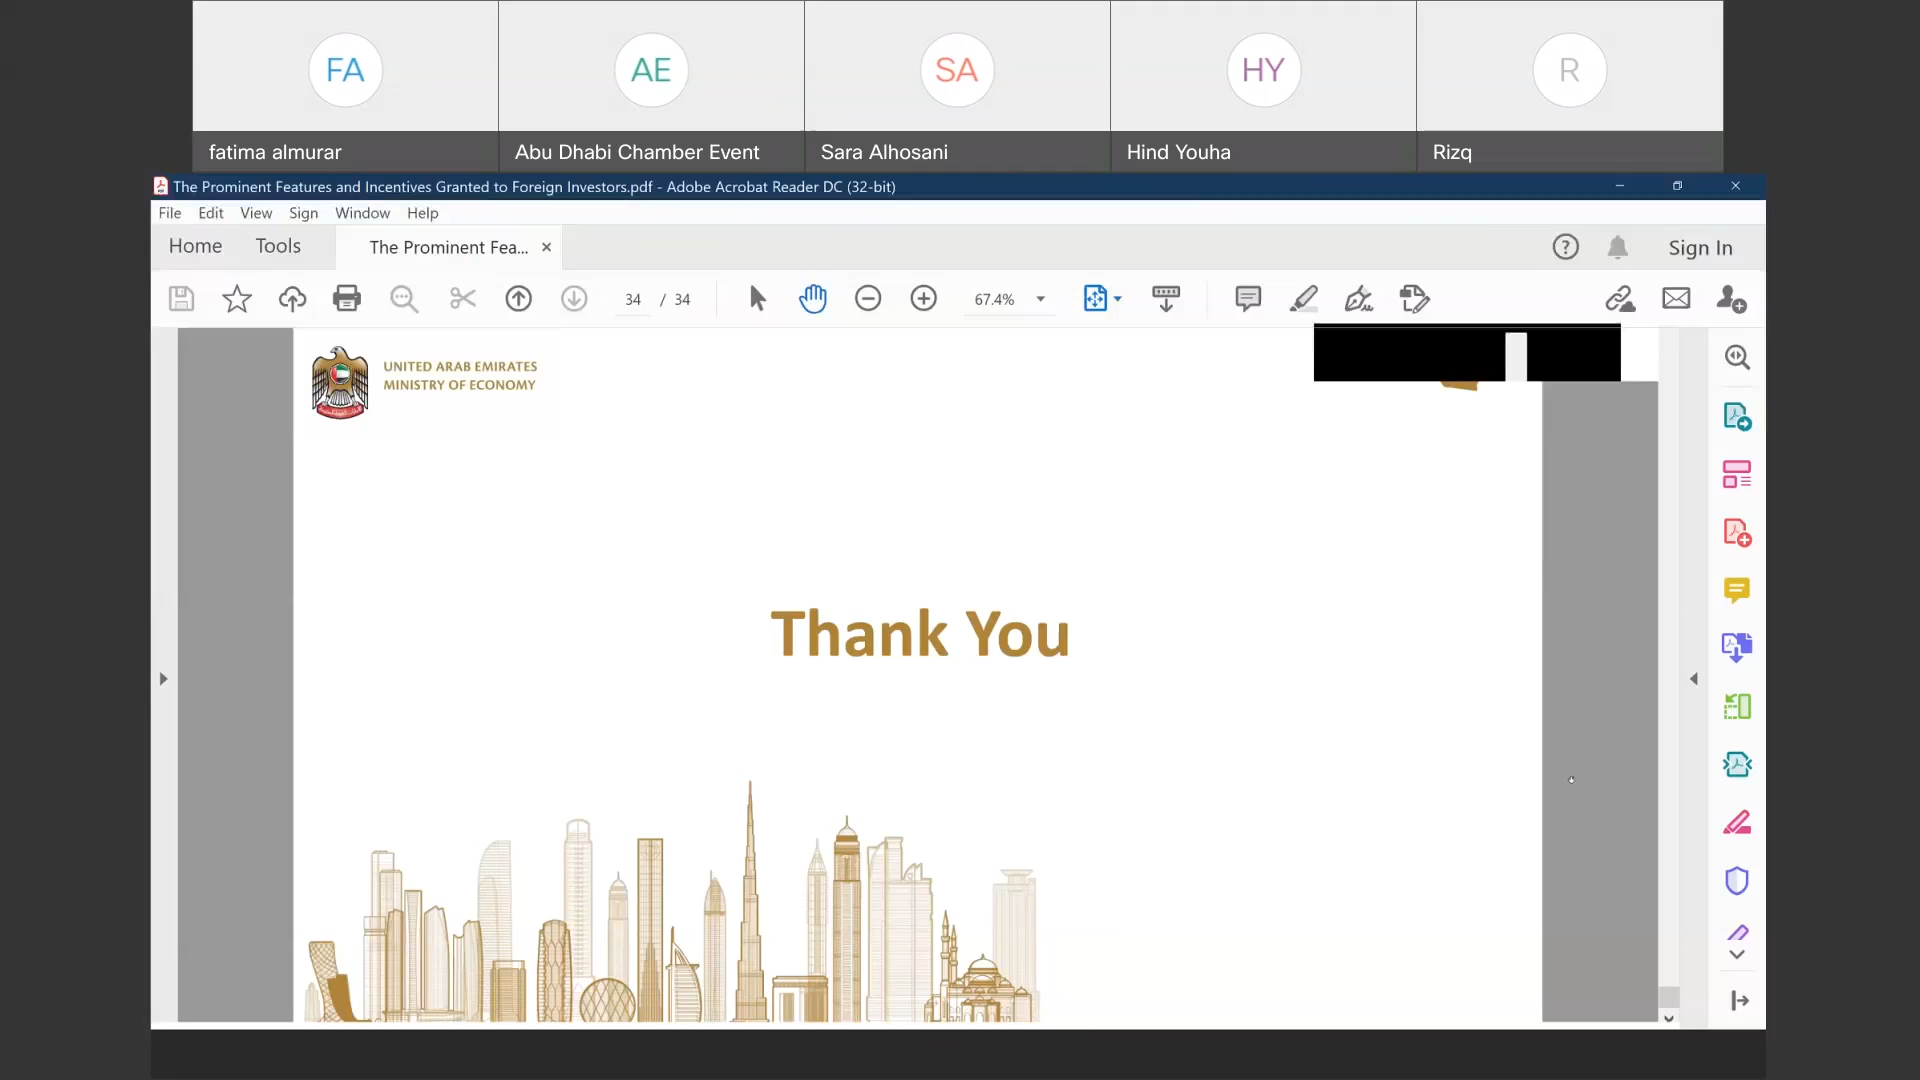 FA
AE
SA
HY
R
fatima almurar
Abu Dhabi Chamber Event
Sara Alhosani
Hind Youha
Rizq
The Prominent Features and Incentives Granted to Foreign Investors.pdf - Adobe Acrobat Reader DC (32-bit)
File Edit View Sign Window Help
Home Tools The Prominent Fea... Sign In
34 / 34 67.4%
UNITED ARAB EMIRATES
MINISTRY OF ECONOMY
Thank You